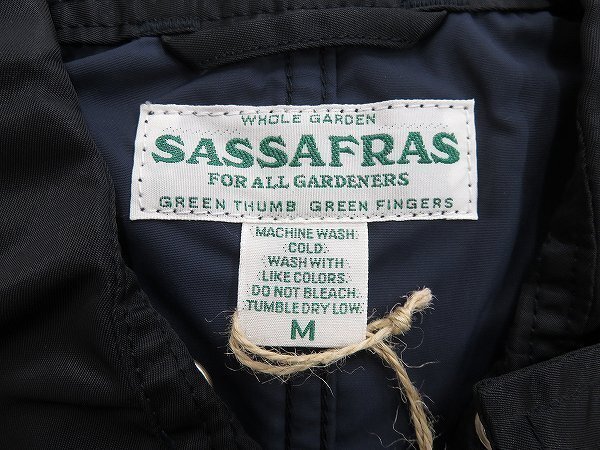 WHOLE GARDEN
SASSAFRAS
FOR ALL GARDENERS
GREEN THUMB GREEN FINGERS
MACHINE WASH
COLD.
WASH WITH
LIKE COLORS.
DO NOT BLEACH.
TUMBLE DRY LOW.
M